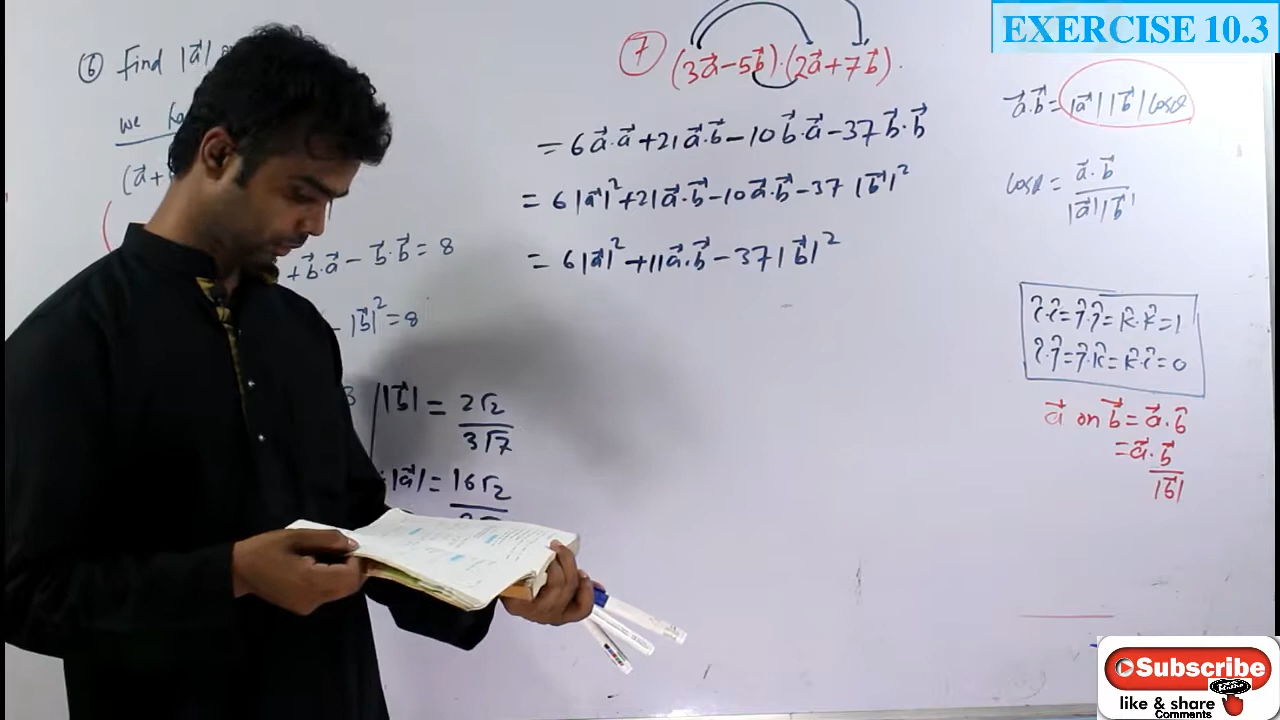 EXERCISE 10.3
⑥ Find |a⃗|
we
(a⃗+
+b⃗.a⃗ − b⃗.b⃗ = 8
− |b⃗|² = 8
|b⃗| = 2√2/3√7
|a⃗| = 16√2
⑦ (3a⃗−5b⃗).(2a⃗+7b⃗).
= 6a⃗.a⃗+21a⃗.b⃗−10b⃗.a⃗−37b⃗.b⃗
= 6|a⃗|²+21a⃗.b⃗−10a⃗.b⃗−37|b⃗|²
= 6|a⃗|²+11a⃗.b⃗−37|b⃗|²
a⃗.b⃗ = |a⃗||b⃗|cosθ
cosθ = a⃗.b⃗/|a⃗||b⃗|
î.î=ĵ.ĵ=k̂.k̂=1
î.ĵ=ĵ.k̂=k̂.î=0
a⃗ on b⃗ = a⃗.b̂
= a⃗.b⃗/|b⃗|
Subscribe
like & share
Comments